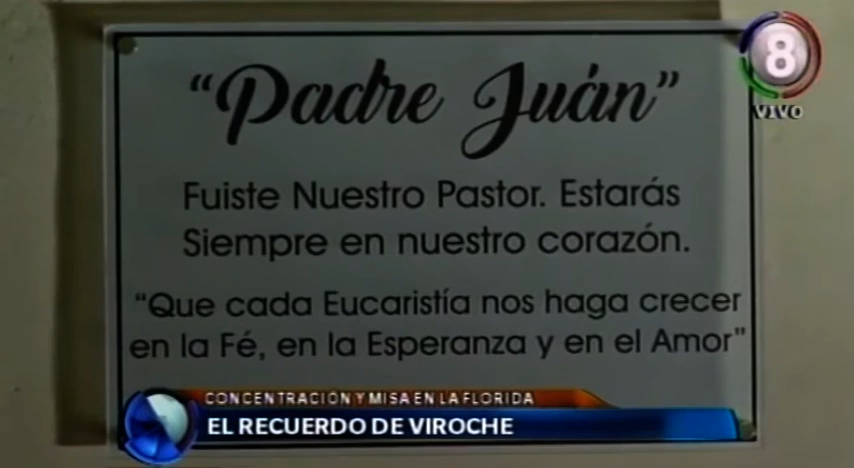 "Padre Juán"
8
VIVO
Fuiste Nuestro Pastor. Estarás
Siempre en nuestro corazón.
"Que cada Eucaristía nos haga crecer
en la Fé, en la Esperanza y en el Amor"
CONCENTRACIÓN Y MISA EN LA FLORIDA
EL RECUERDO DE VIROCHE